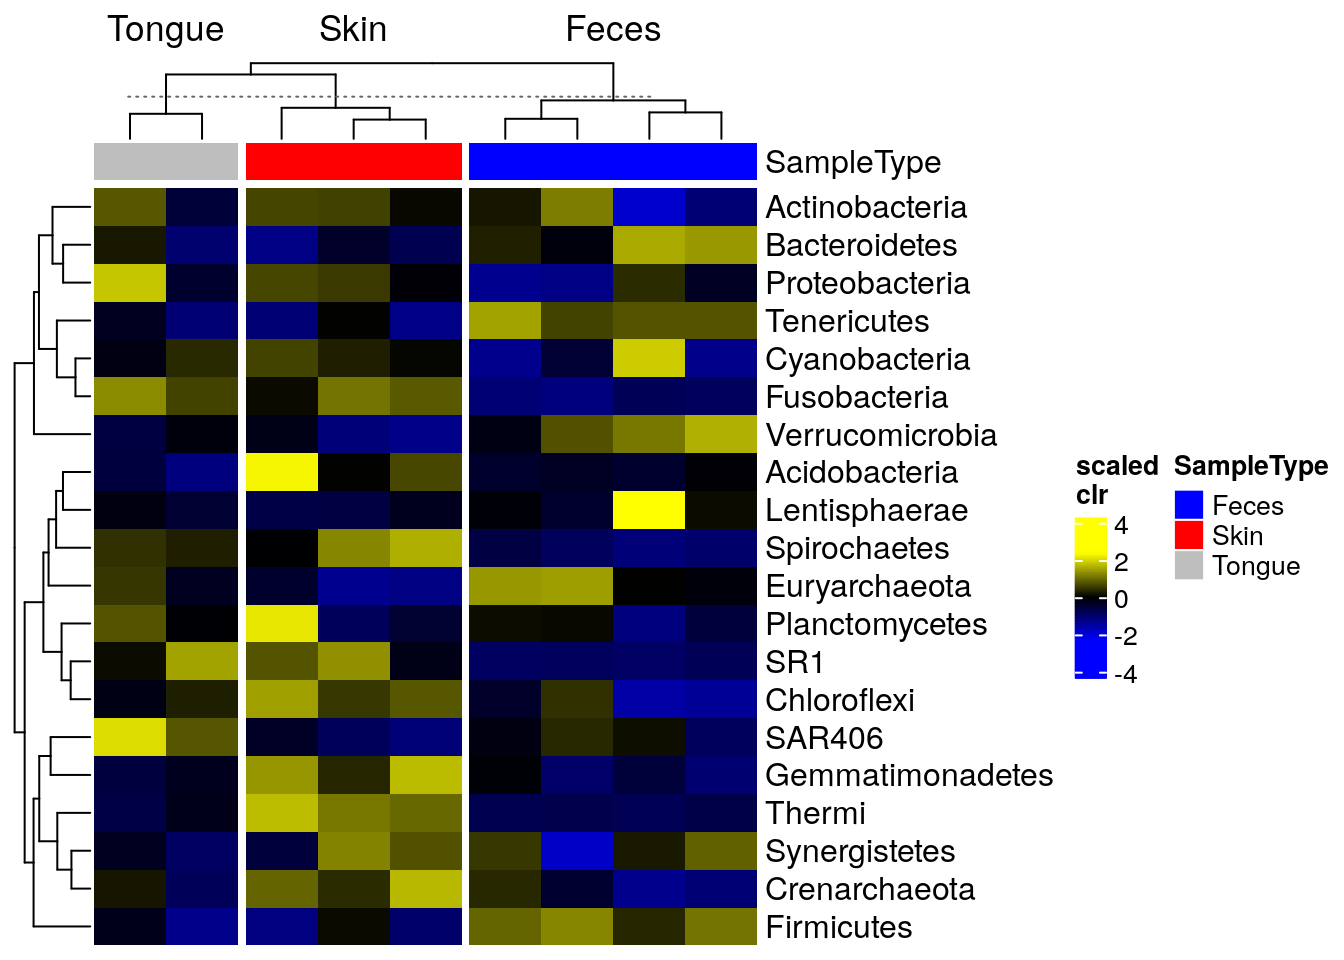 Tongue Skin Feces
SampleType
Actinobacteria
Bacteroidetes
Proteobacteria
Tenericutes
Cyanobacteria
Fusobacteria
Verrucomicrobia
Acidobacteria
Lentisphaerae
Spirochaetes
Euryarchaeota
Planctomycetes
SR1
Chloroflexi
SAR406
Gemmatimonadetes
Thermi
Synergistetes
Crenarchaeota
Firmicutes
scaled
clr
4
2
0
-2
-4
SampleType
Feces
Skin
Tongue